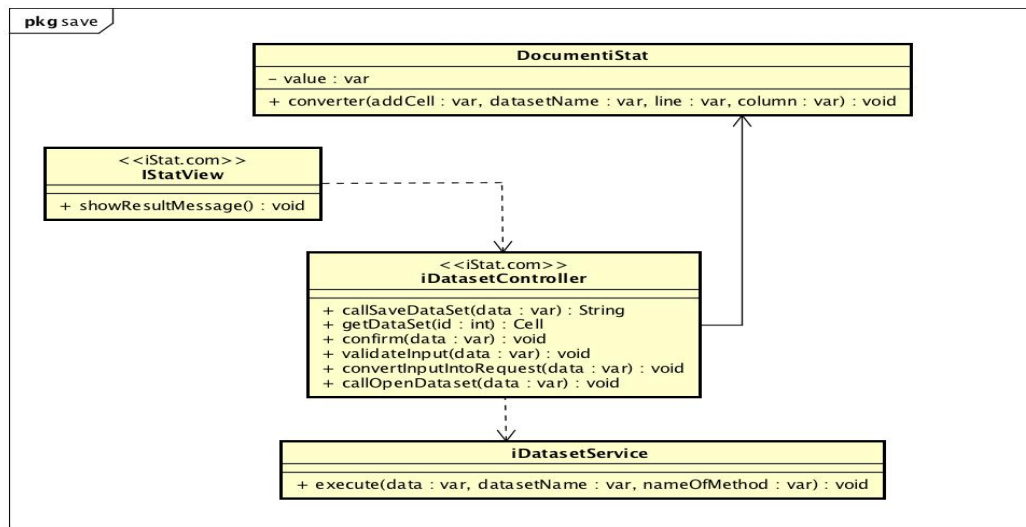 pkg save
DocumentiStat
– value : var
+ converter(addCell : var, datasetName : var, line : var, column : var) : void
<<iStat.com>>
IStatView
+ showResultMessage() : void
<<iStat.com>>
iDatasetController
+ callSaveDataSet(data : var) : String
+ getDataSet(id : int) : Cell
+ confirm(data : var) : void
+ validateInput(data : var) : void
+ convertInputIntoRequest(data : var) : void
+ callOpenDataset(data : var) : void
iDatasetService
+ execute(data : var, datasetName : var, nameOfMethod : var) : void